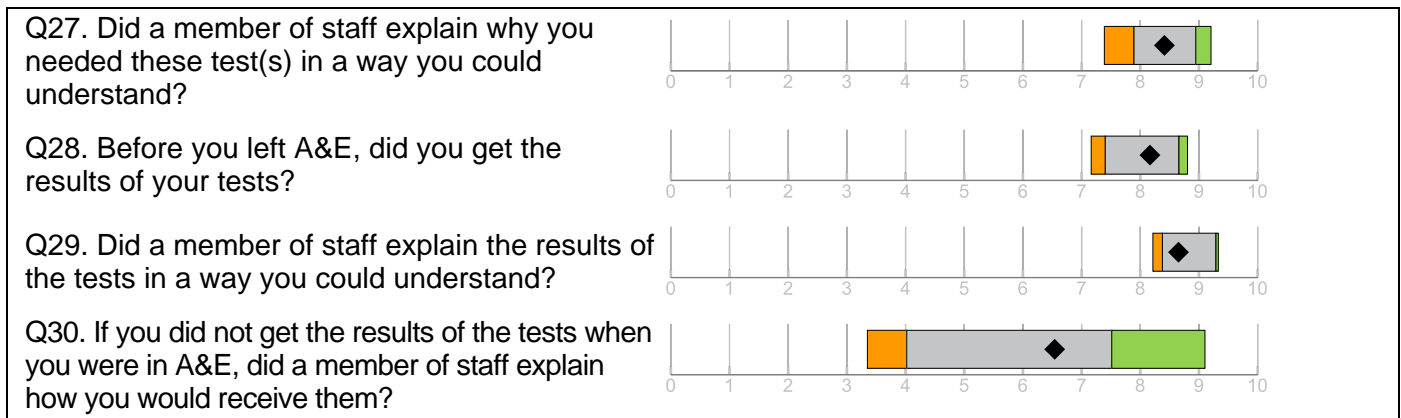 Q27. Did a member of staff explain why you
needed these test(s) in a way you could
understand?
0 1 2 3 4 5 6 7 8 9 10
Q28. Before you left A&E, did you get the
results of your tests?
0 1 2 3 4 5 6 7 8 9 10
Q29. Did a member of staff explain the results of
the tests in a way you could understand?
0 1 2 3 4 5 6 7 8 9 10
Q30. If you did not get the results of the tests when
you were in A&E, did a member of staff explain
how you would receive them?
0 1 2 3 4 5 6 7 8 9 10